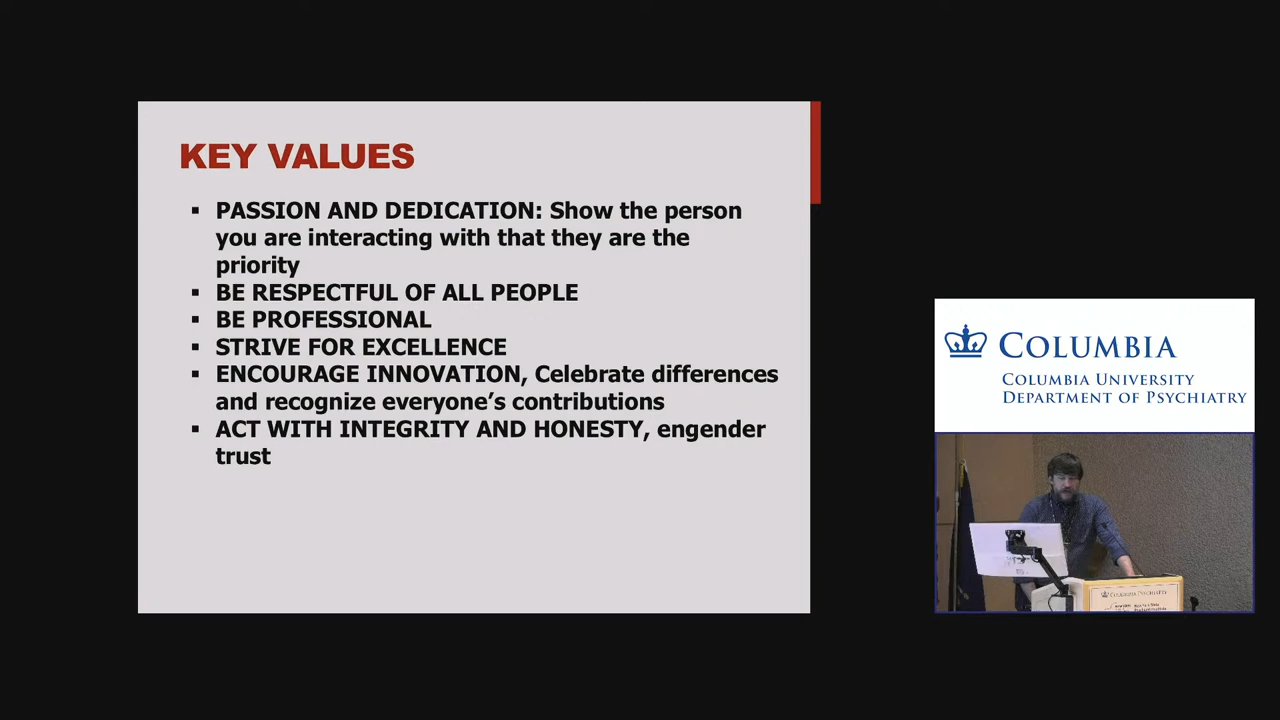 KEY VALUES
▪ PASSION AND DEDICATION: Show the person
you are interacting with that they are the
priority
▪ BE RESPECTFUL OF ALL PEOPLE
▪ BE PROFESSIONAL
▪ STRIVE FOR EXCELLENCE
▪ ENCOURAGE INNOVATION, Celebrate differences
and recognize everyone’s contributions
▪ ACT WITH INTEGRITY AND HONESTY, engender
trust
COLUMBIA
COLUMBIA UNIVERSITY
DEPARTMENT OF PSYCHIATRY
COLUMBIA PSYCHIATRY